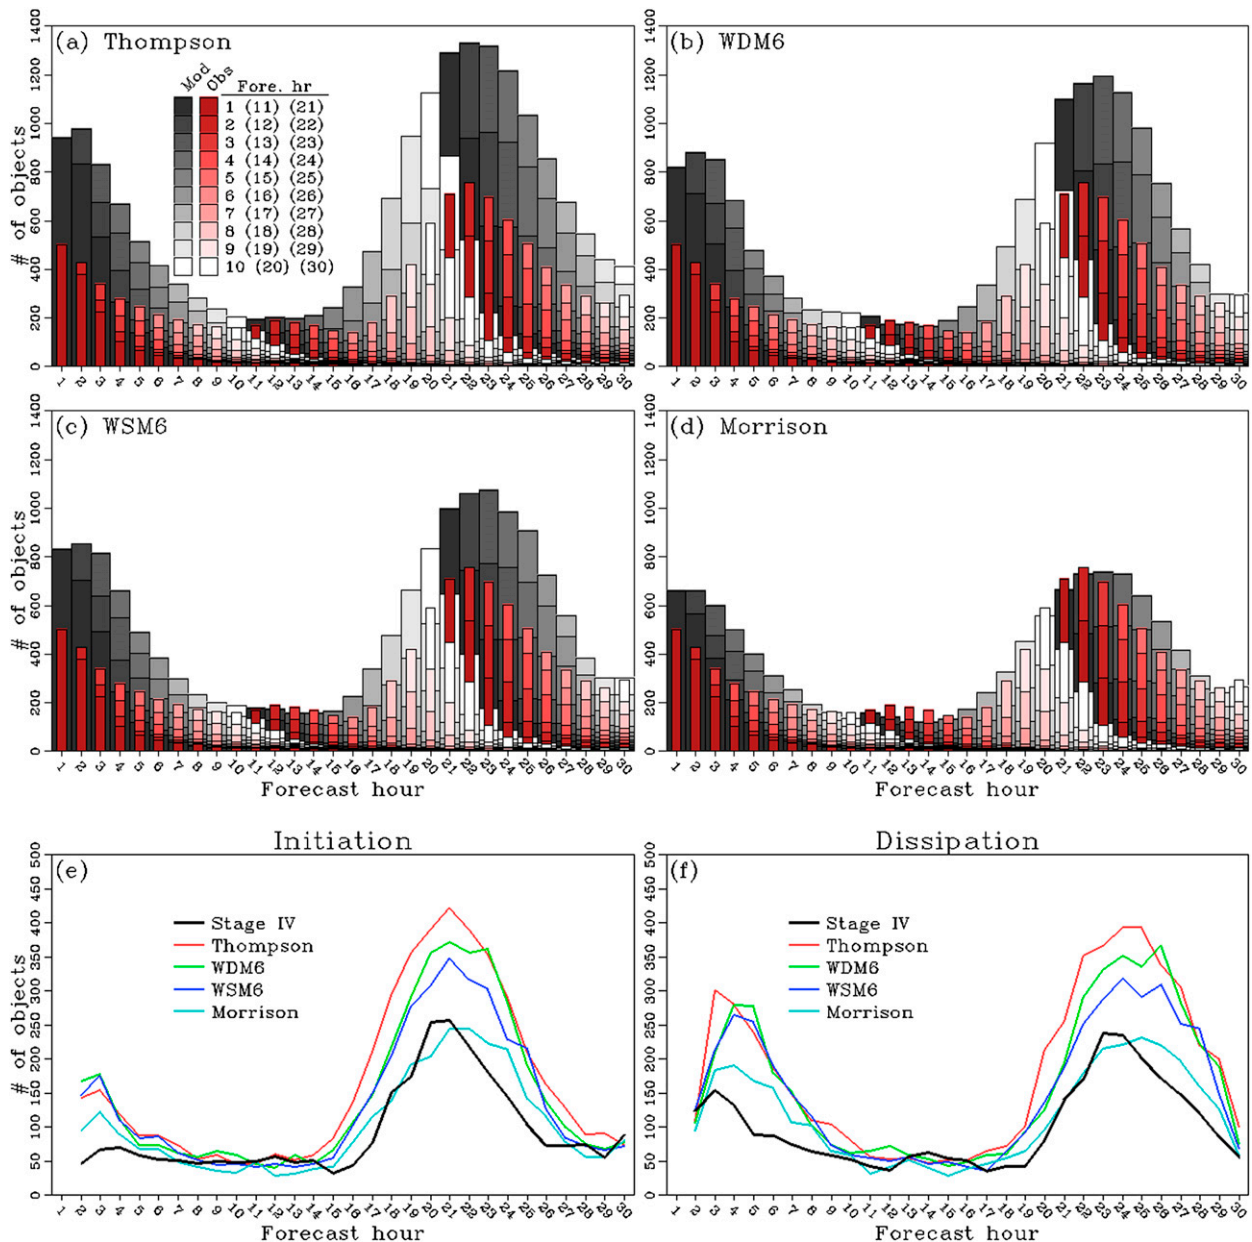 (a) Thompson
Mod Obs Fore. hr
1 (11) (21)
2 (12) (22)
3 (13) (23)
4 (14) (24)
5 (15) (25)
6 (16) (26)
7 (17) (27)
8 (18) (28)
9 (19) (29)
10 (20) (30)
# of objects
0 200 400 600 800 1000 1200 1400
1 2 3 4 5 6 7 8 9 10 11 12 13 14 15 16 17 18 19 20 21 22 23 24 25 26 27 28 29 30
(b) WDM6
0 200 400 600 800 1000 1200 1400
1 2 3 4 5 6 7 8 9 10 11 12 13 14 15 16 17 18 19 20 21 22 23 24 25 26 27 28 29 30
(c) WSM6
# of objects
0 200 400 600 800 1000 1200 1400
1 2 3 4 5 6 7 8 9 10 11 12 13 14 15 16 17 18 19 20 21 22 23 24 25 26 27 28 29 30
Forecast hour
(d) Morrison
0 200 400 600 800 1000 1200 1400
1 2 3 4 5 6 7 8 9 10 11 12 13 14 15 16 17 18 19 20 21 22 23 24 25 26 27 28 29 30
Forecast hour
Initiation
(e)
Stage IV
Thompson
WDM6
WSM6
Morrison
# of objects
0 50 100 150 200 250 300 350 400 450 500
1 2 3 4 5 6 7 8 9 10 11 12 13 14 15 16 17 18 19 20 21 22 23 24 25 26 27 28 29 30
Forecast hour
Dissipation
(f)
Stage IV
Thompson
WDM6
WSM6
Morrison
0 50 100 150 200 250 300 350 400 450 500
1 2 3 4 5 6 7 8 9 10 11 12 13 14 15 16 17 18 19 20 21 22 23 24 25 26 27 28 29 30
Forecast hour